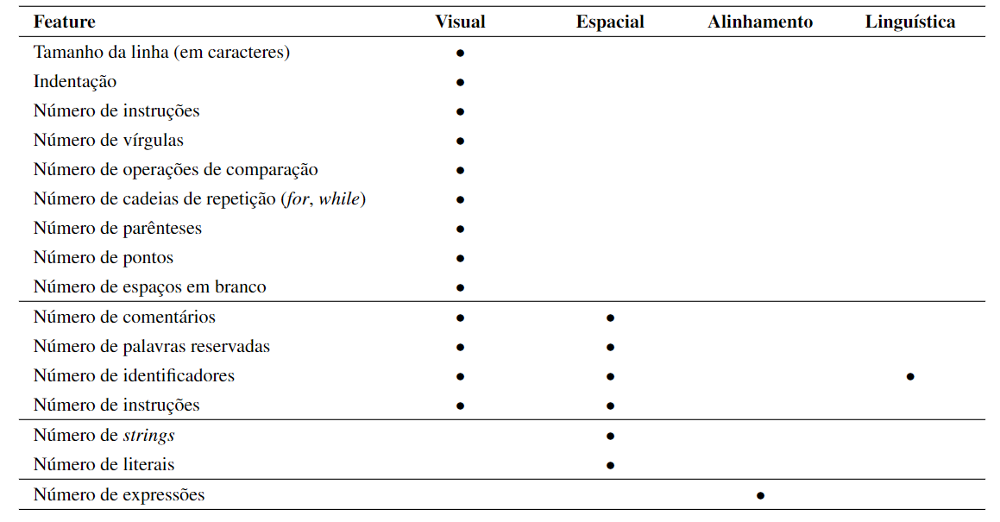 Feature Visual Espacial Alinhamento Linguística
Tamanho da linha (em caracteres) •
Indentação •
Número de instruções •
Número de vírgulas •
Número de operações de comparação •
Número de cadeias de repetição (for, while) •
Número de parênteses •
Número de pontos •
Número de espaços em branco •
Número de comentários • •
Número de palavras reservadas • •
Número de identificadores • • •
Número de instruções • •
Número de strings •
Número de literais •
Número de expressões •